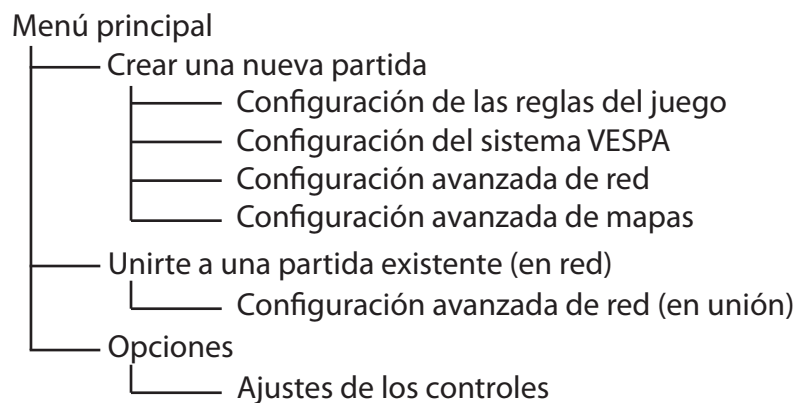 Menú principal
Crear una nueva partida
Configuración de las reglas del juego
Configuración del sistema VESPA
Configuración avanzada de red
Configuración avanzada de mapas
Unirte a una partida existente (en red)
Configuración avanzada de red (en unión)
Opciones
Ajustes de los controles